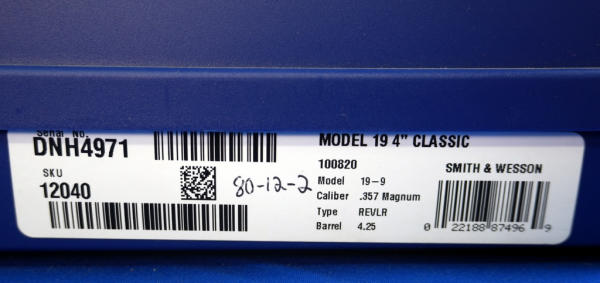 Serial No.
DNH4971
SKU
12040
80-12-2
MODEL 19 4" CLASSIC
100820
Model 19-9
Caliber .357 Magnum
Type REVLR
Barrel 4.25
SMITH & WESSON
0 22188 87496 9